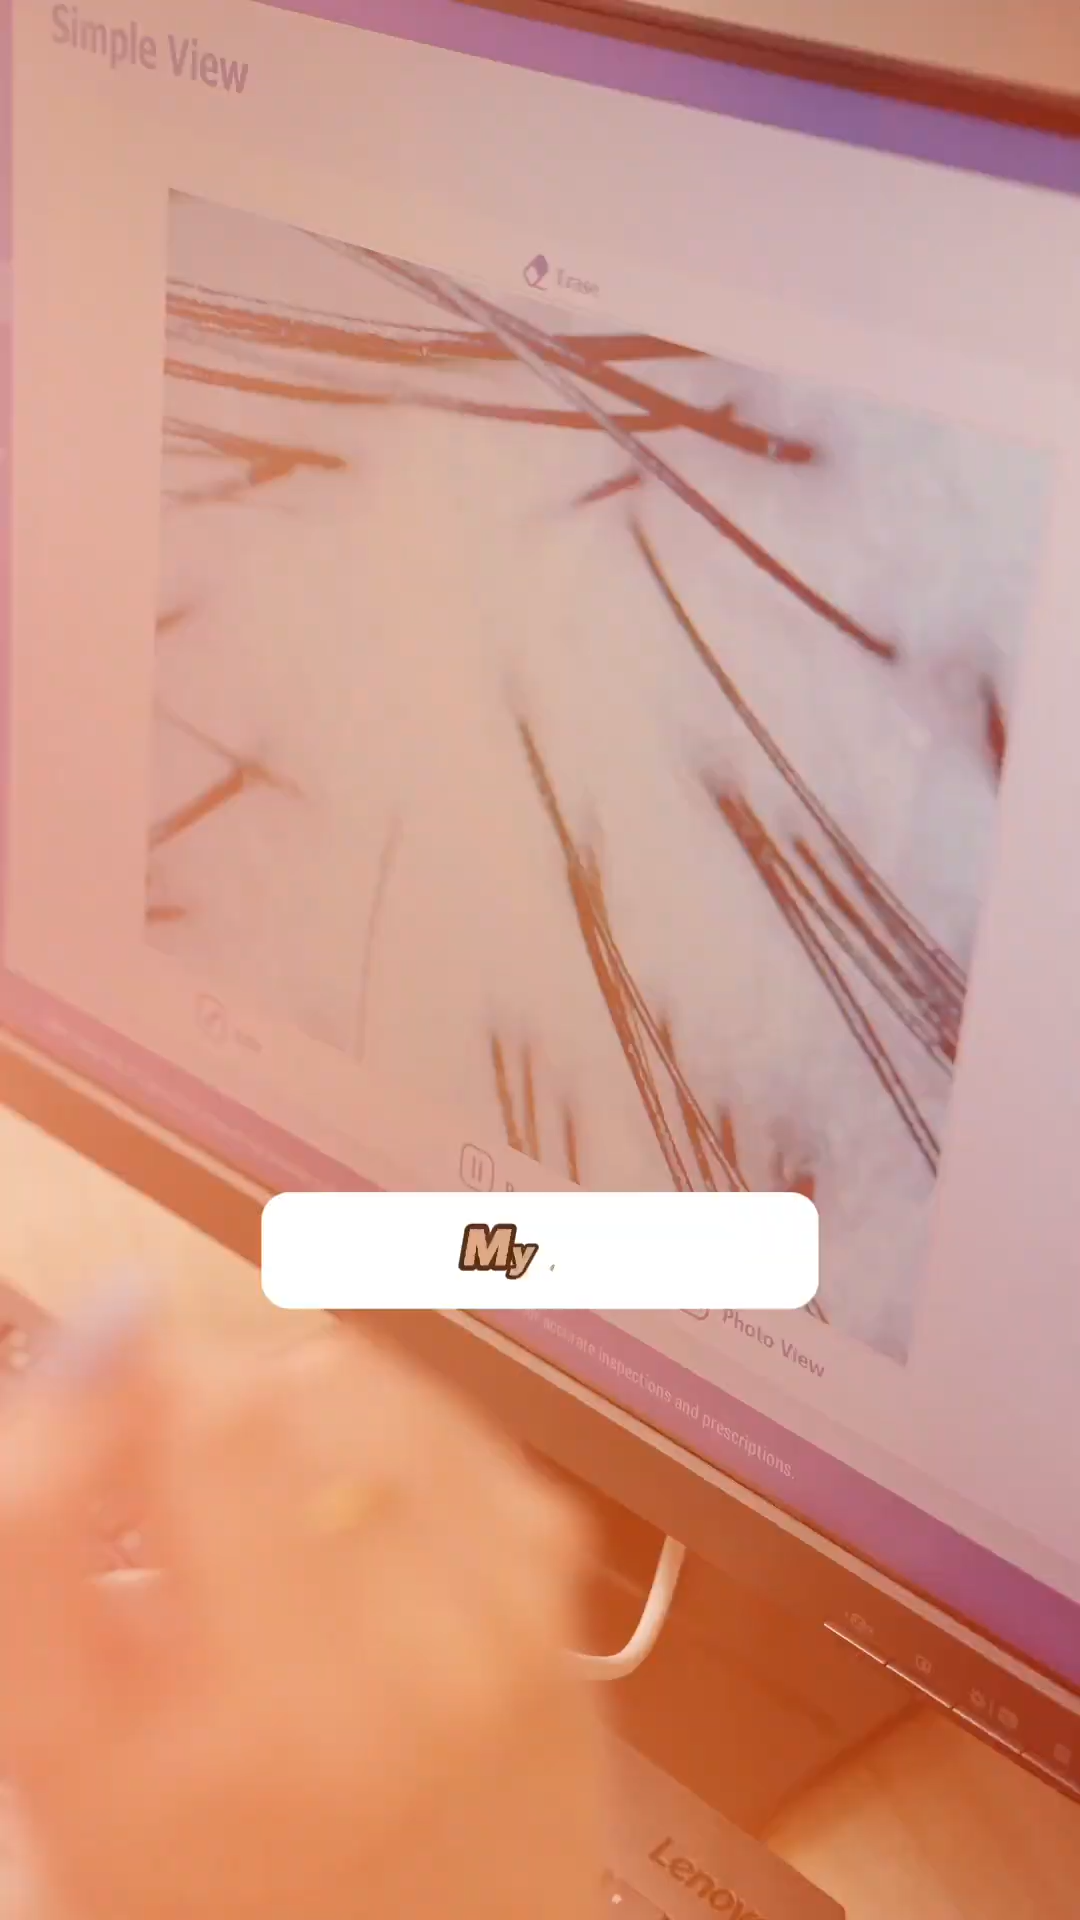 Simple View
Erase
My
Photo View
accurate inspections and prescriptions.
Lenovo